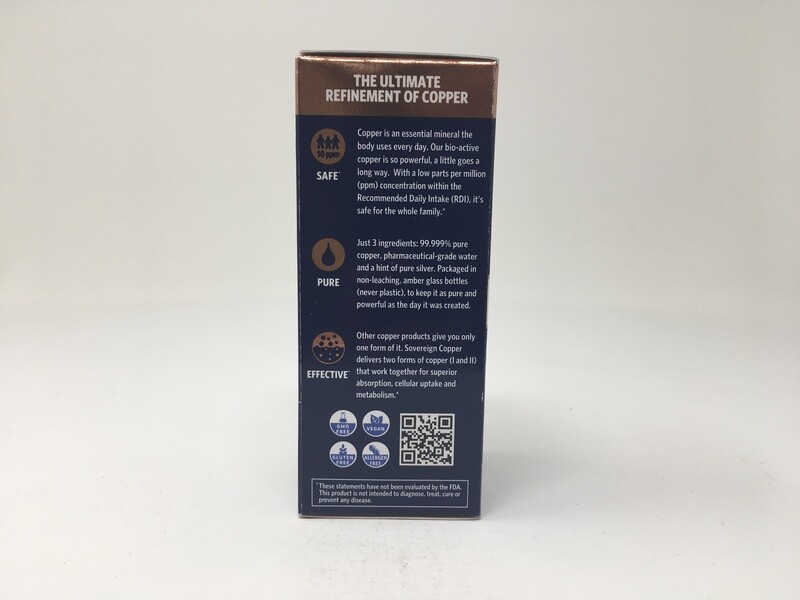 THE ULTIMATE
REFINEMENT OF COPPER
10 ppm
SAFE*
Copper is an essential mineral the
body uses every day. Our bio-active
copper is so powerful, a little goes a
long way. With a low parts per million
(ppm) concentration within the
Recommended Daily Intake (RDI), it's
safe for the whole family.*
PURE
Just 3 ingredients: 99.999% pure
copper, pharmaceutical-grade water
and a hint of pure silver. Packaged in
non-leaching, amber glass bottles
(never plastic), to keep it as pure and
powerful as the day it was created.
EFFECTIVE*
Other copper products give you only
one form of it. Sovereign Copper
delivers two forms of copper (I and II)
that work together for superior
absorption, cellular uptake and
metabolism.*
GMO
FREE
VEGAN
GLUTEN
FREE
ALLERGEN
FREE
*These statements have not been evaluated by the FDA.
This product is not intended to diagnose, treat, cure or
prevent any disease.